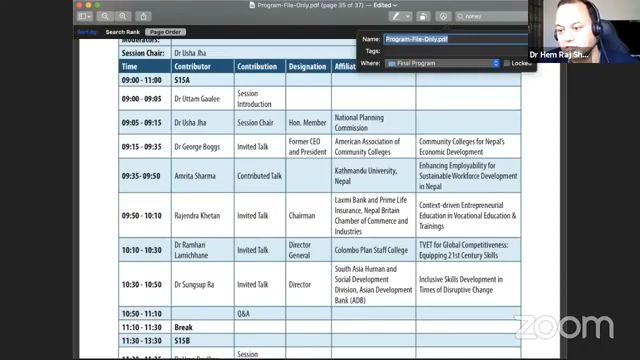 Program-File-Only.pdf (page 35 of 37) — Edited
norvey
Sort By: Search Rank Page Order
Name: Program-File-Only.pdf
Tags:
Where: Final Program Locked
Dr Hem Raj Sh...
Moderators:
Session Chair: Dr Usha Jha
Time Contributor Contribution Designation
09:00 - 11:00 S15A
09:00 - 09:05 Dr Uttam Gaulee Session Introduction
09:05 - 09:15 Dr Usha Jha Session Chair Hon. Member National Planning Commission
09:15 - 09:35 Dr George Boggs Invited Talk Former CEO and President American Association of Community Colleges Community Colleges for Nepal's Economic Development
09:35- 09:50 Amrita Sharma Contributed Talk Kathmandu University, Nepal Enhancing Employability for Sustainable Workforce Development in Nepal
09:50 - 10:10 Rajendra Khetan Invited Talk Chairman Laxmi Bank and Prime Life Insurance, Nepal Britain Chamber of Commerce and Industries Context-driven Entrepreneurial Education in Vocational Education & Trainings
10:10 - 10:30 Dr Ramhari Lamichhane Invited Talk Director General Colombo Plan Staff College TVET for Global Competitiveness: Equipping 21st Century Skills
10:30 - 10:50 Dr Sungsup Ra Invited Talk Director South Asia Human and Social Development Division, Asian Development Bank (ADB) Inclusive Skills Development in Times of Disruptive Change
10:50 - 11:10 Q&A
11:10 - 11:30 Break
11:30 - 13:30 S15B
Session
zoom